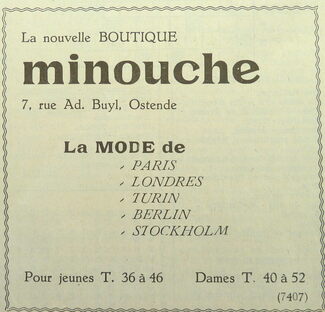 La nouvelle BOUTIQUE
minouche
7, rue Ad. Buyl, Ostende
La MODE de
PARIS
LONDRES
TURIN
BERLIN
STOCKHOLM
Pour jeunes T. 36 à 46 Dames T. 40 à 52
(7407)